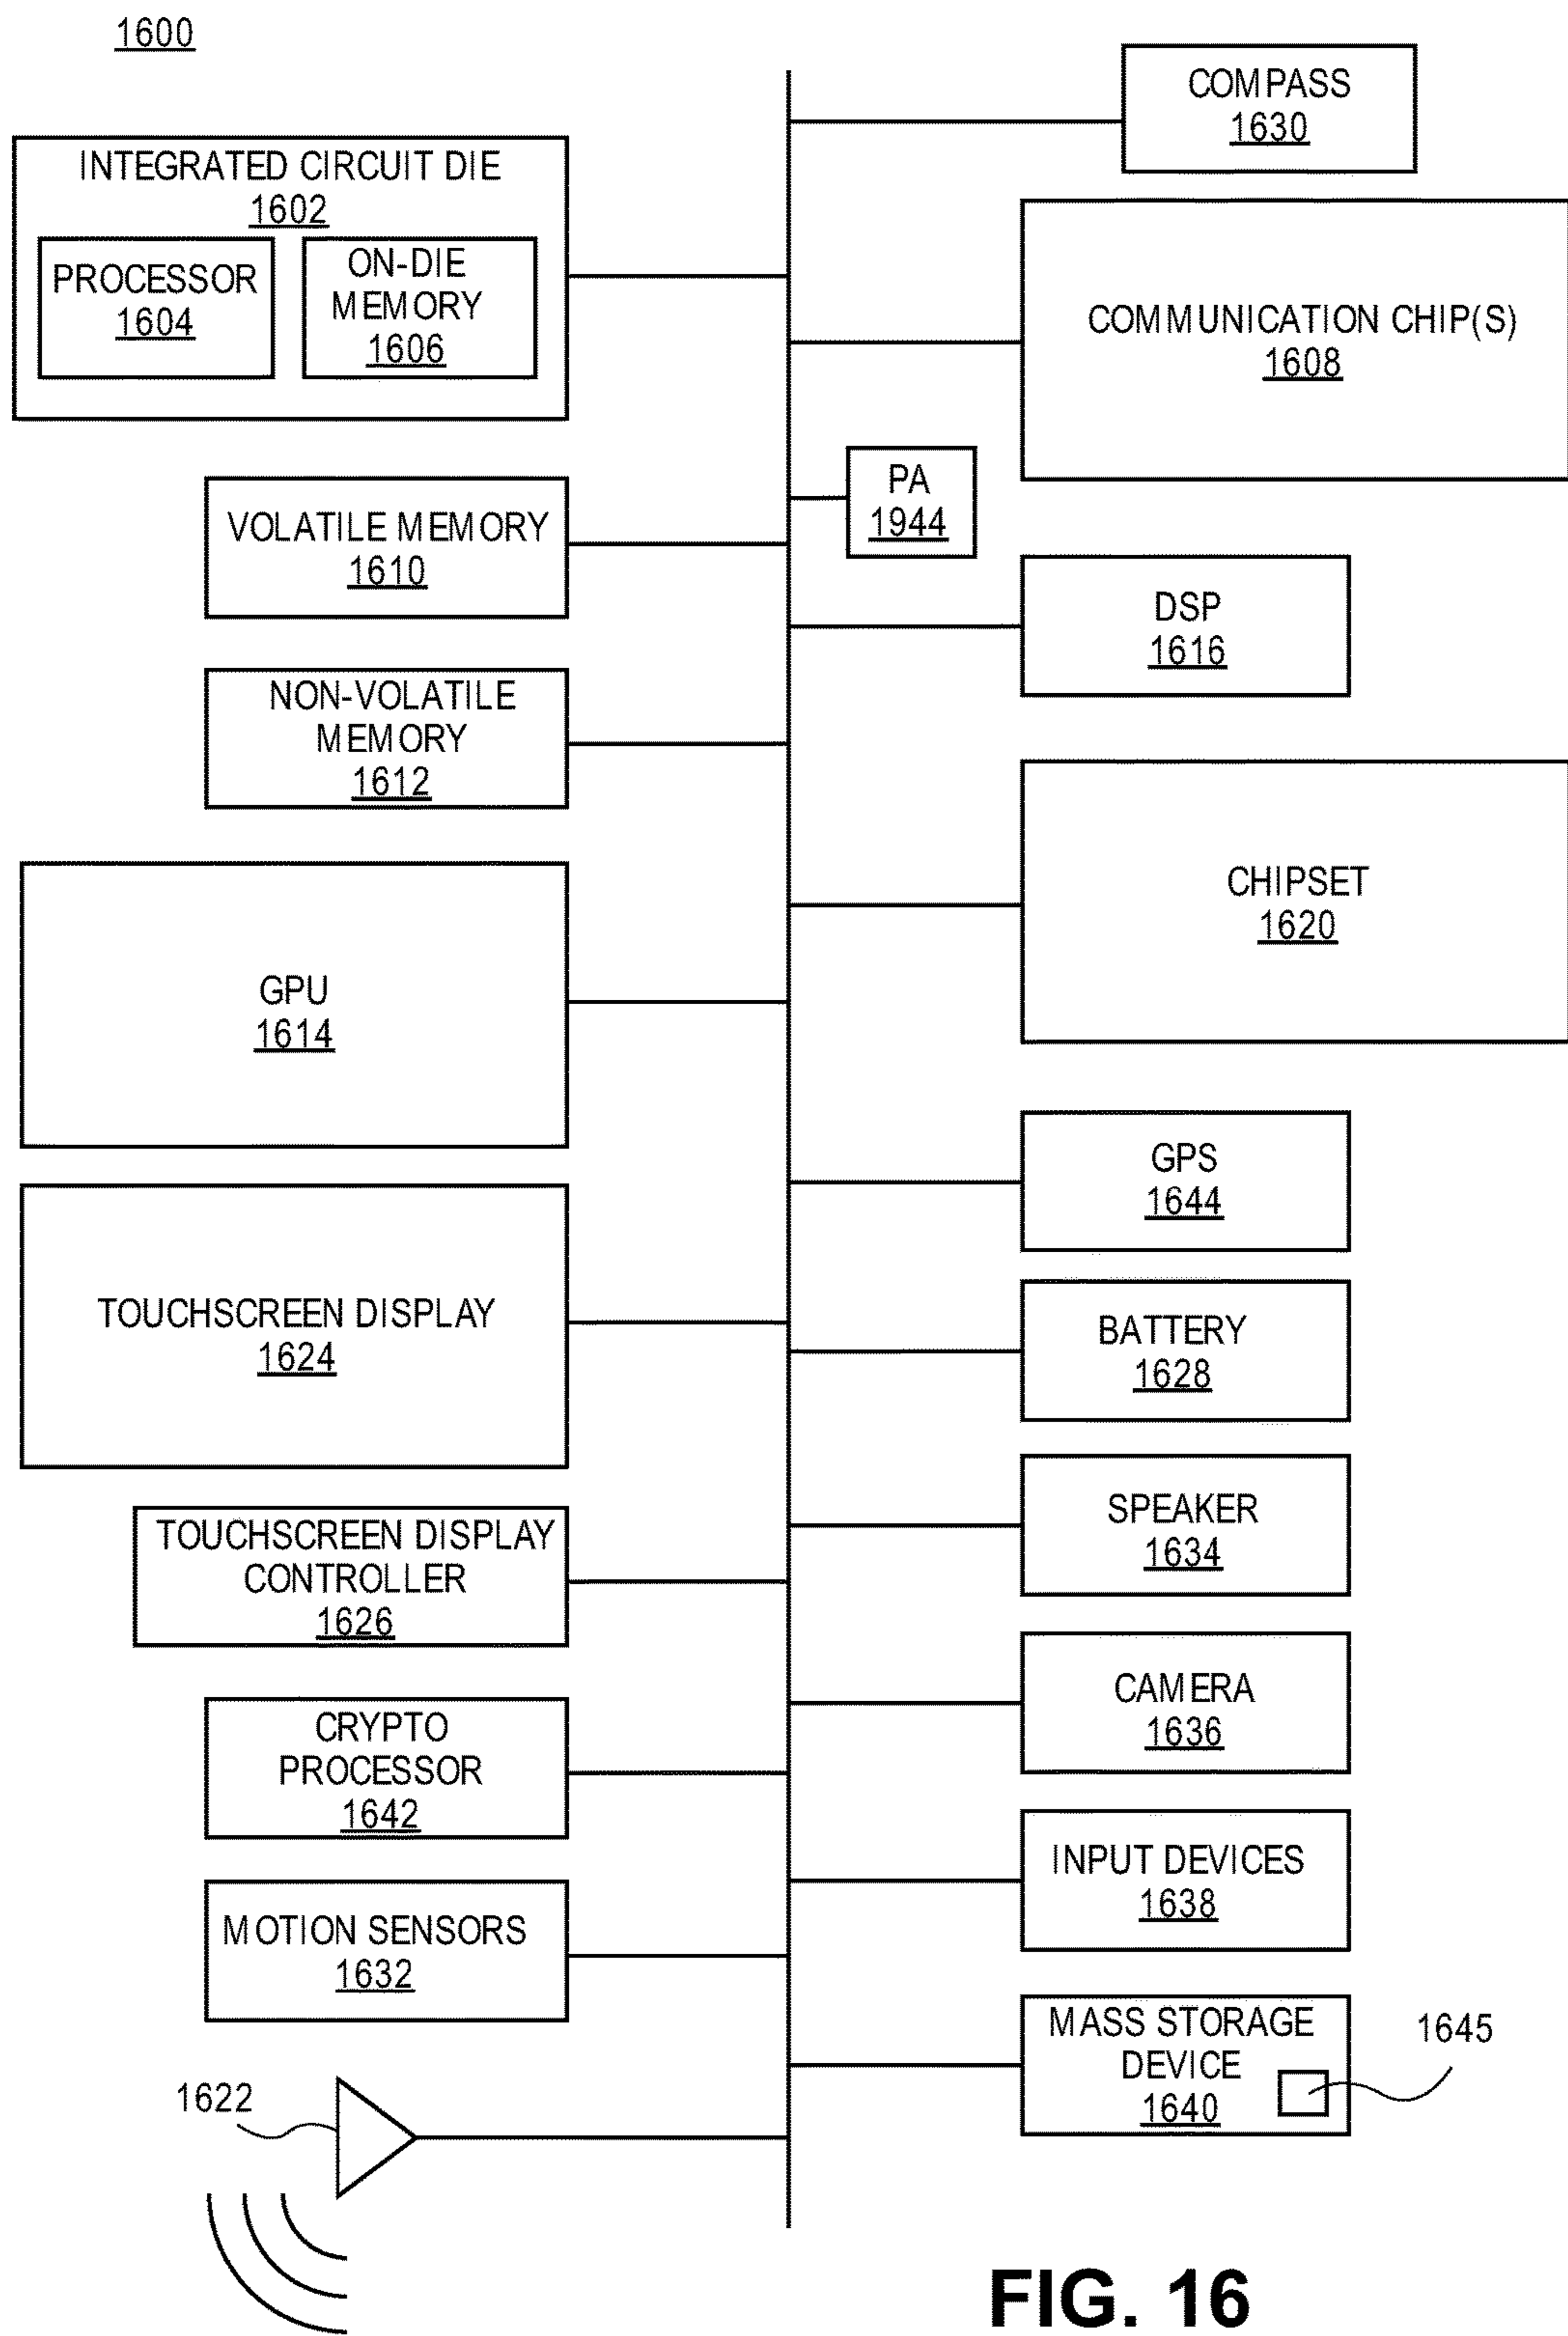 1600
INTEGRATED CIRCUIT DIE
1602
PROCESSOR
1604
ON-DIE
MEMORY
1606
VOLATILE MEMORY
1610
NON-VOLATILE
MEMORY
1612
GPU
1614
TOUCHSCREEN DISPLAY
1624
TOUCHSCREEN DISPLAY
CONTROLLER
1626
CRYPTO
PROCESSOR
1642
MOTION SENSORS
1632
1622
COMPASS
1630
COMMUNICATION CHIP(S)
1608
PA
1944
DSP
1616
CHIPSET
1620
GPS
1644
BATTERY
1628
SPEAKER
1634
CAMERA
1636
INPUT DEVICES
1638
MASS STORAGE
DEVICE
1640
1645
FIG. 16